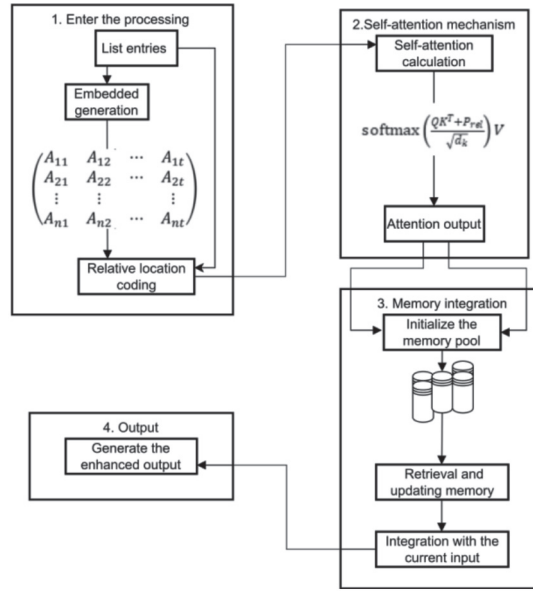 1. Enter the processing
List entries
Embedded
generation
A₁₁ A₁₂ ⋯ A₁ₜ
A₂₁ A₂₂ ⋯ A₂ₜ
⋮ ⋮ ⋮
Aₙ₁ Aₙ₂ ⋯ Aₙₜ
Relative location
coding
2.Self-attention mechanism
Self-attention
calculation
softmax((QKᵀ+P_rel)/√d_k)V
Attention output
3. Memory integration
Initialize the
memory pool
Retrieval and
updating memory
Integration with the
current input
4. Output
Generate the
enhanced output